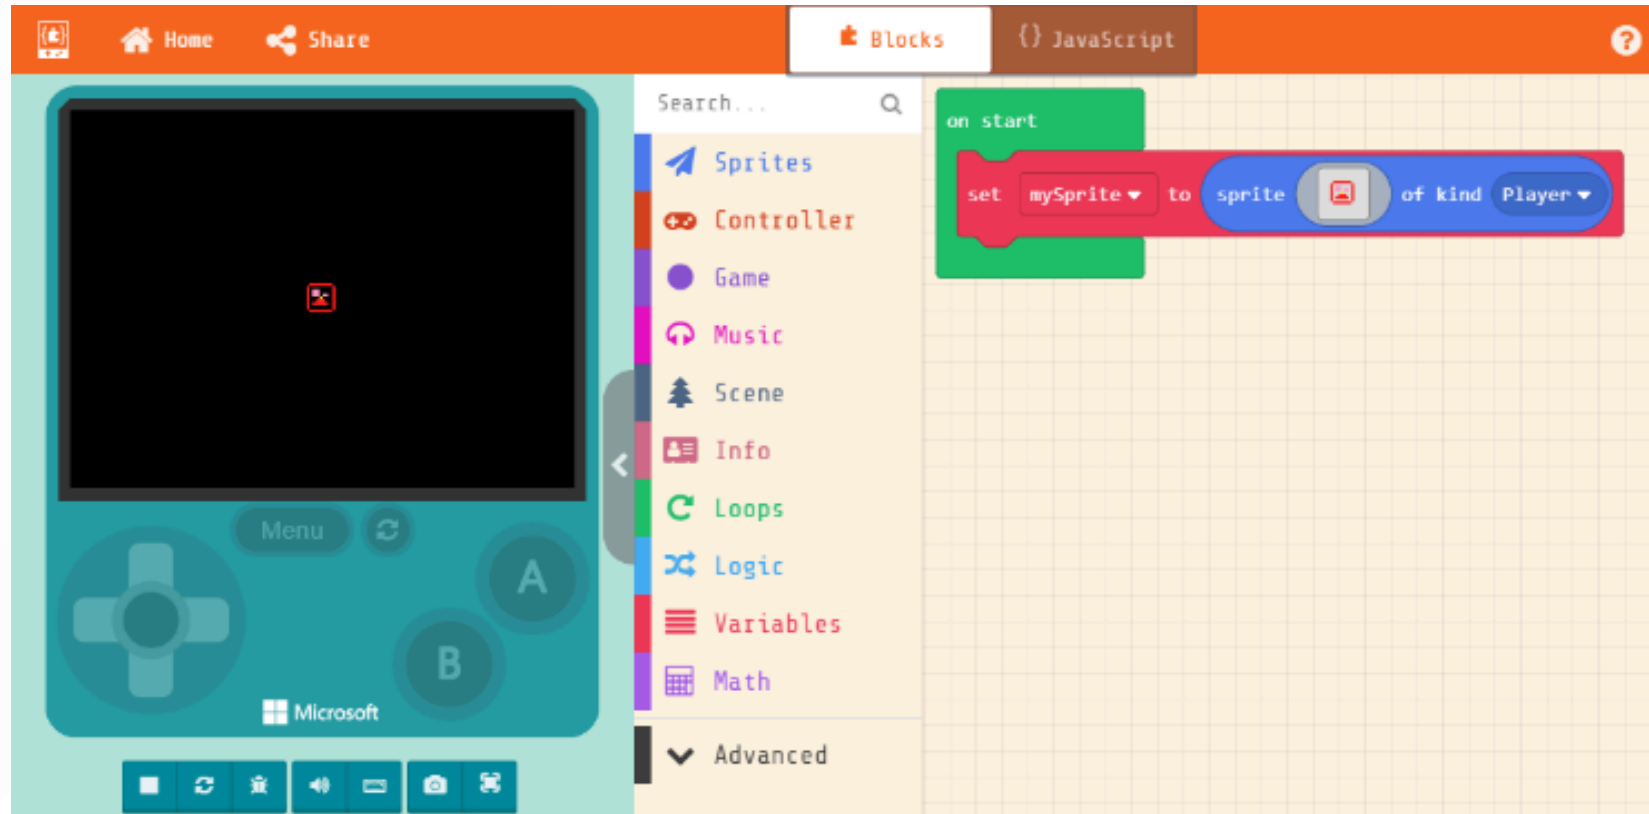 Home Share Blocks {} JavaScript ?
Search...
Sprites
Controller
Game
Music
Scene
Info
Loops
Logic
Variables
Math
Advanced
on start
set mySprite to sprite of kind Player
Menu
A
B
Microsoft